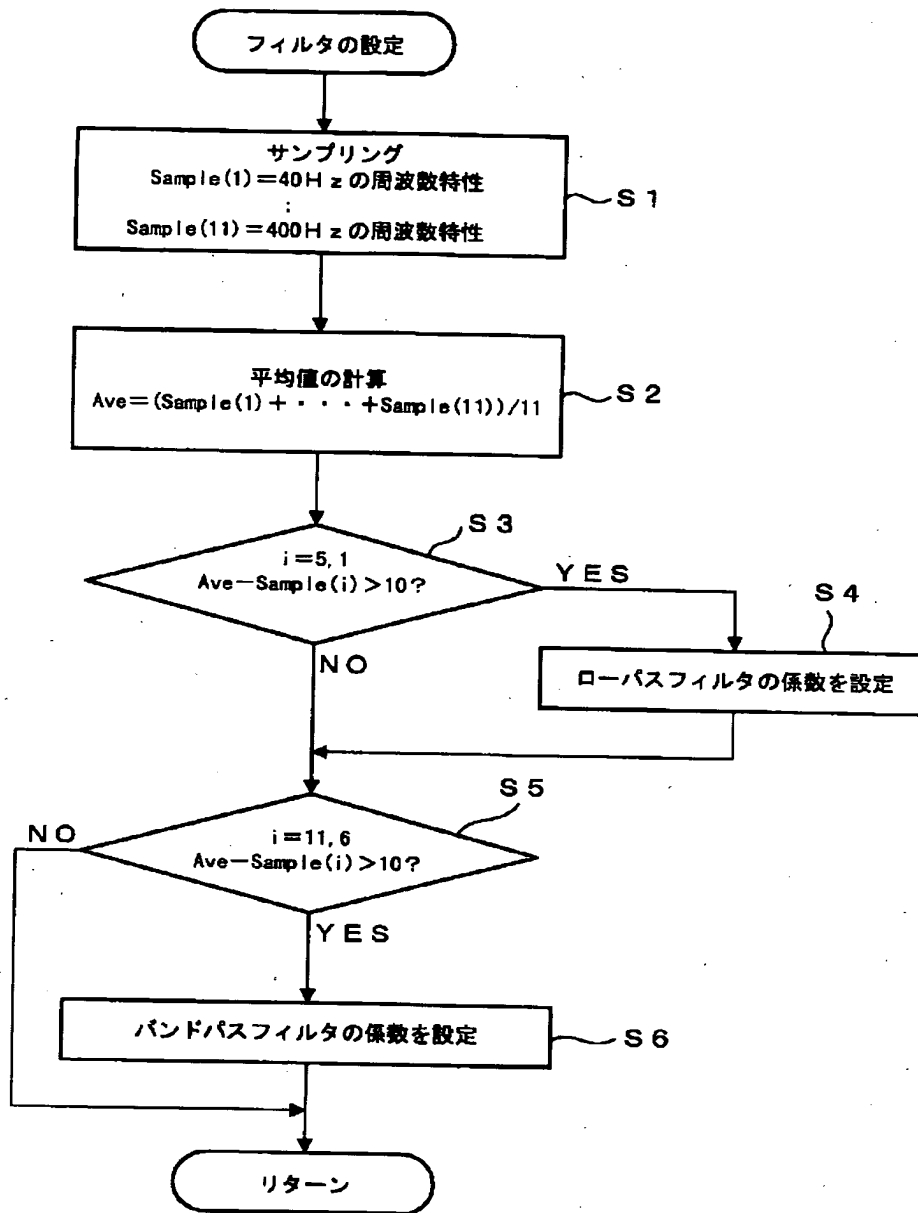 フィルタの設定
サンプリング
Sample(1)=40Hzの周波数特性
:
Sample(11)=400Hzの周波数特性
S1
平均値の計算
Ave=(Sample(1)+・・・+Sample(11))/11
S2
S3
i=5,1
Ave-Sample(i)>10?
YES
S4
NO
ローパスフィルタの係数を設定
S5
NO
i=11,6
Ave-Sample(i)>10?
YES
バンドパスフィルタの係数を設定
S6
リターン